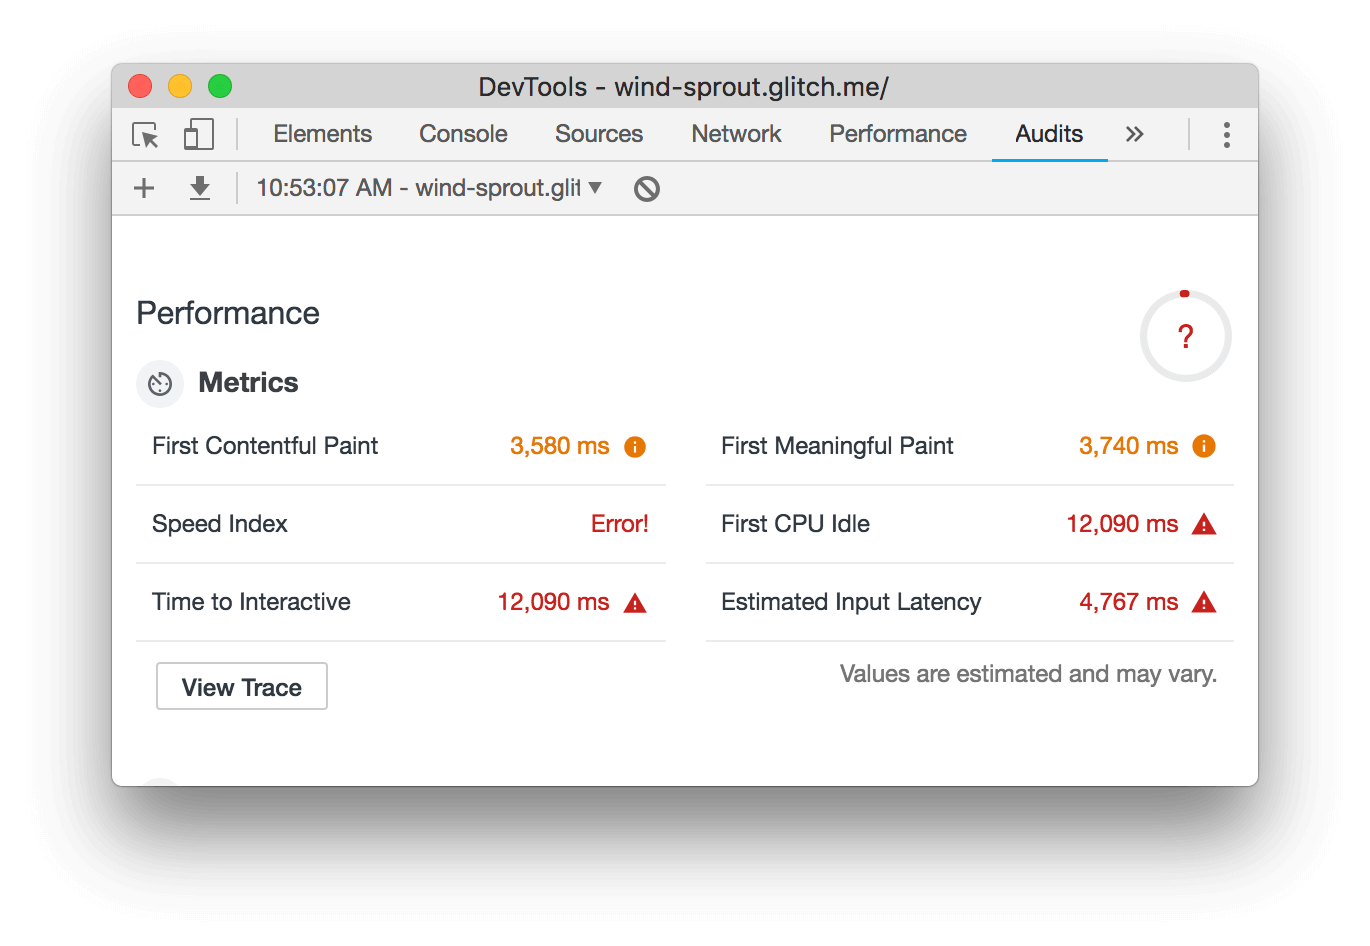 DevTools - wind-sprout.glitch.me/
Elements Console Sources Network Performance Audits »
+ 10:53:07 AM - wind-sprout.glit ▼
Performance
?
Metrics
First Contentful Paint 3,580 ms
First Meaningful Paint 3,740 ms
Speed Index Error!
First CPU Idle 12,090 ms
Time to Interactive 12,090 ms
Estimated Input Latency 4,767 ms
View Trace
Values are estimated and may vary.